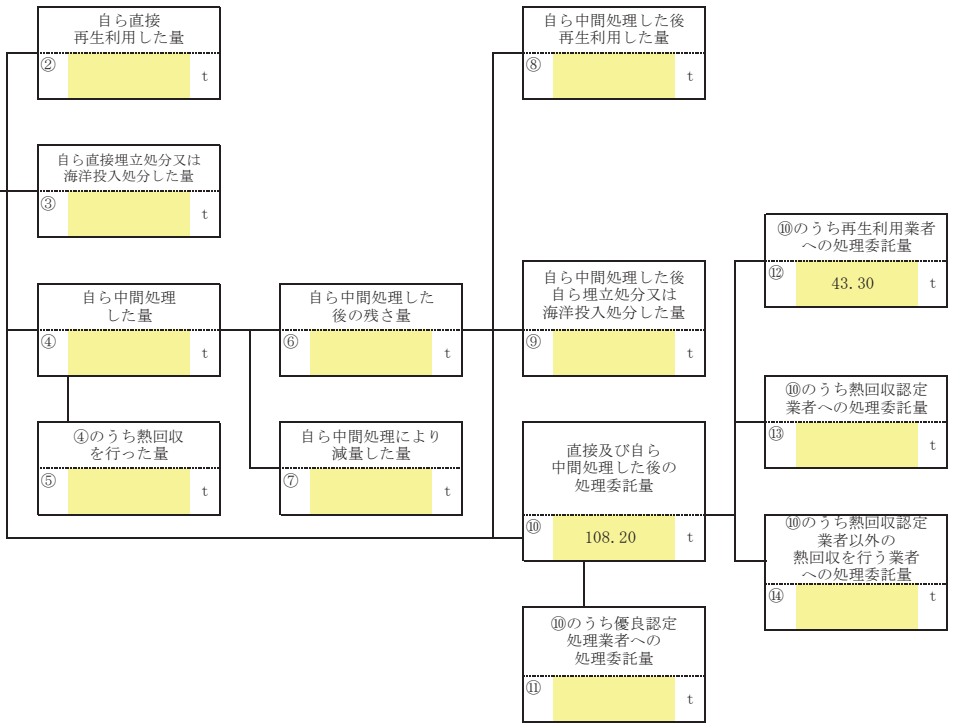 自ら直接
再生利用した量
②
t
自ら中間処理した後
再生利用した量
⑧
t
自ら直接埋立処分又は
海洋投入処分した量
③
t
⑩のうち再生利用業者
への処理委託量
⑫
43.30
t
自ら中間処理
した量
④
t
自ら中間処理した
後の残さ量
⑥
t
自ら中間処理した後
自ら埋立処分又は
海洋投入処分した量
⑨
t
⑩のうち熱回収認定
業者への処理委託量
⑬
t
④のうち熱回収
を行った量
⑤
t
自ら中間処理により
減量した量
⑦
t
直接及び自ら
中間処理した後の
処理委託量
⑩
108.20
t
⑩のうち熱回収認定
業者以外の
熱回収を行う業者
への処理委託量
⑭
t
⑩のうち優良認定
処理業者への
処理委託量
⑪
t